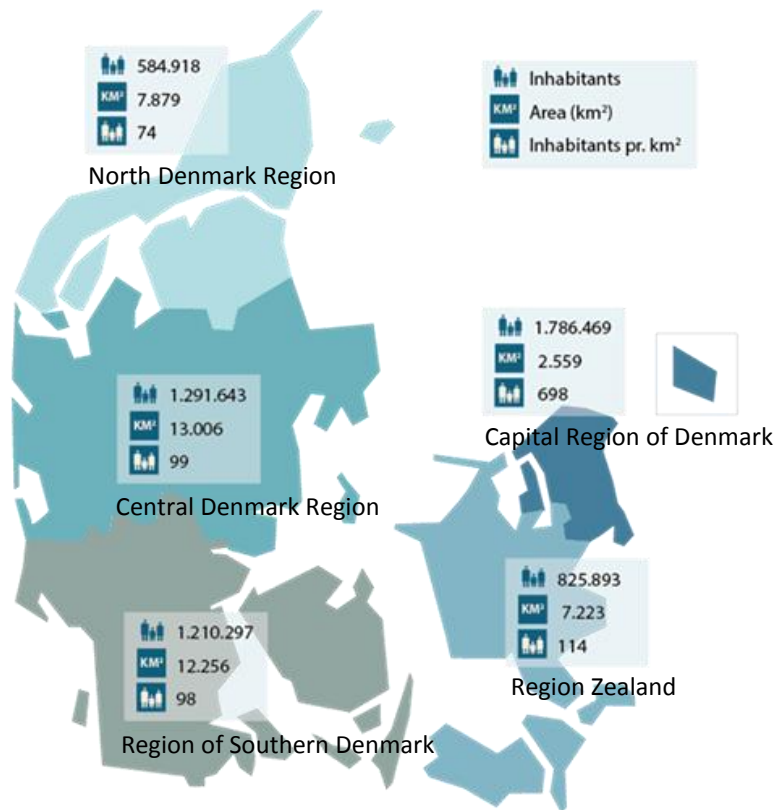 584.918
KM² 7.879
74
North Denmark Region
Inhabitants
KM² Area (km²)
Inhabitants pr. km²
1.786.469
KM² 2.559
698
Capital Region of Denmark
1.291.643
KM² 13.006
99
Central Denmark Region
825.893
KM² 7.223
114
Region Zealand
1.210.297
KM² 12.256
98
Region of Southern Denmark